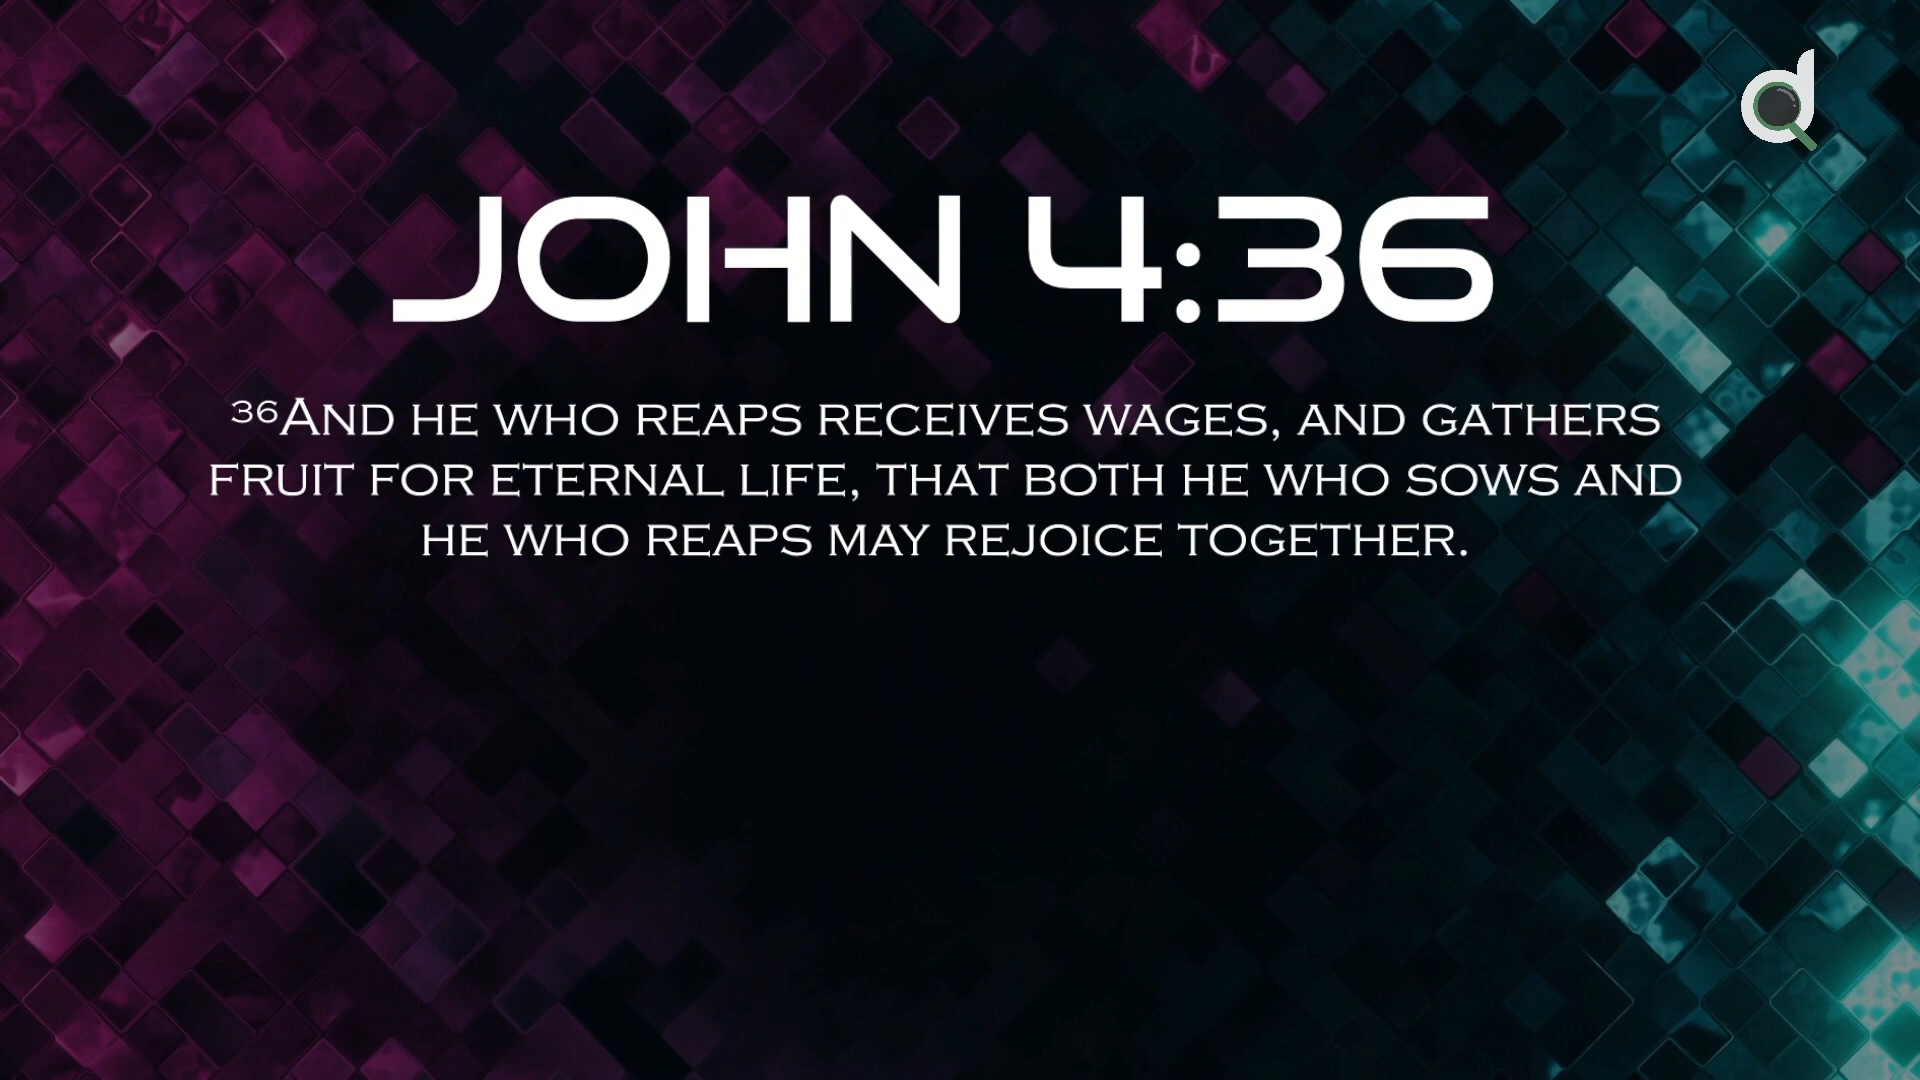 JOHN 4:36
³⁶AND HE WHO REAPS RECEIVES WAGES, AND GATHERS
FRUIT FOR ETERNAL LIFE, THAT BOTH HE WHO SOWS AND
HE WHO REAPS MAY REJOICE TOGETHER.